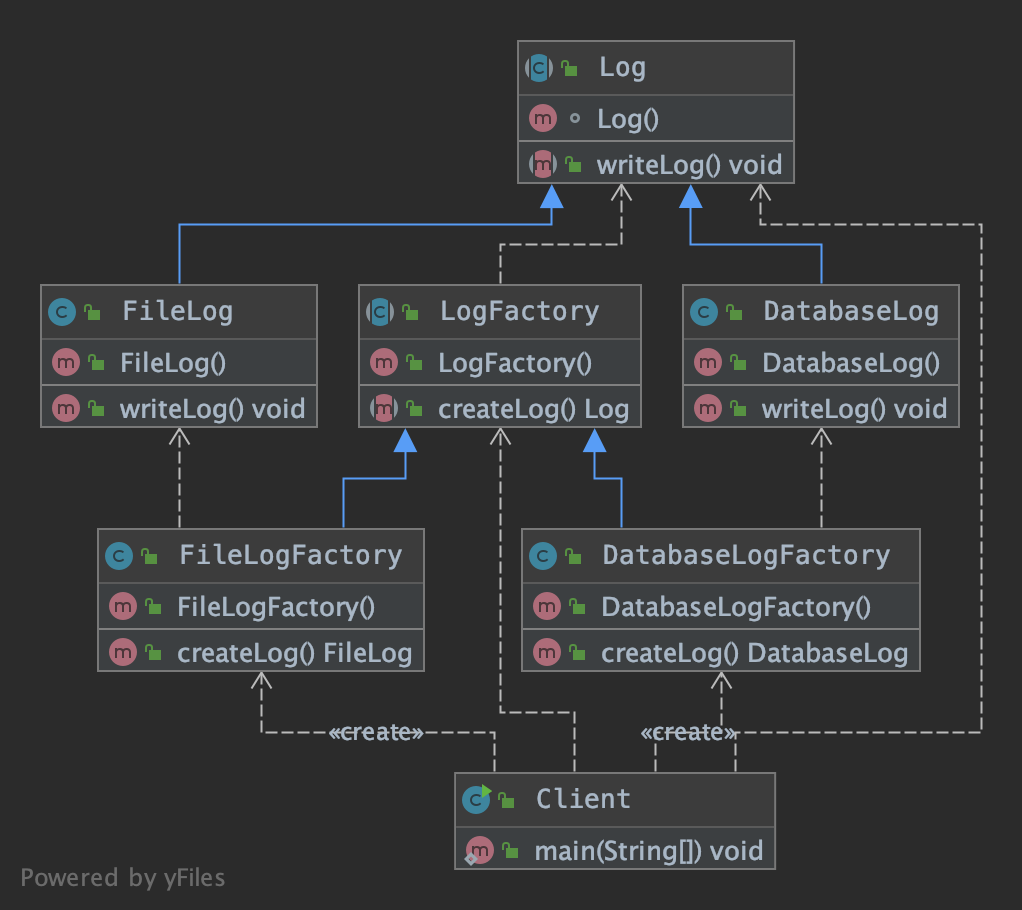 Log
Log()
writeLog() void
FileLog
FileLog()
writeLog() void
LogFactory
LogFactory()
createLog() Log
DatabaseLog
DatabaseLog()
writeLog() void
FileLogFactory
FileLogFactory()
createLog() FileLog
DatabaseLogFactory
DatabaseLogFactory()
createLog() DatabaseLog
«create»
«create»
Client
main(String[]) void
Powered by yFiles